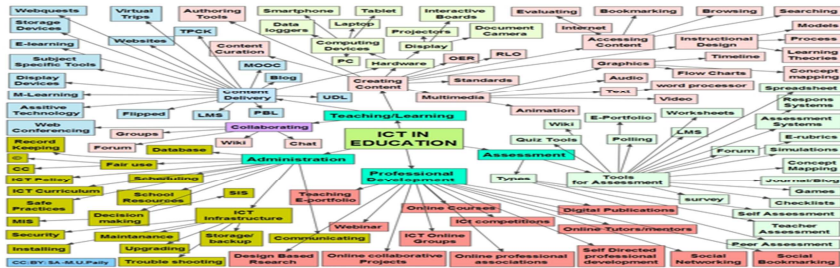 Webquests
Virtual
Trips
Authoring
Tools
Smartphone
Tablet
Interactive
Boards
Evaluating
Bookmarking
Browsing
Searching
Storage
Devices
TPCK
Data
loggers
Laptop
Projectors
Document
Camera
Internet
Models
Websites
Computing
Devices
Display
Accessing
Content
Instructional
Design
Process
E-learning
Content
Curation
PC
Hardware
OER
RLO
Timeline
Learning
Theories
Subject
Specific Tools
MOOC
Graphics
Flow Charts
Concept
mapping
Display
Devices
Blog
Creating
Content
Standards
Audio
word processor
Spreadsheet
M-Learning
Content
Delivery
UDL
Multimedia
Text
Video
Respons
Systems
Assitive
Technology
Flipped
LMS
PBL
Teaching/Learning
Animation
E-Portfolio
Worksheets
Assessment
Systems
Web
Conferencing
Groups
Collaborating
Wiki
LMS
E-rubrics
Record
Keeping
Forum
Wiki
Chat
ICT IN
EDUCATION
Quiz Tools
Polling
Forum
Simulations
©
Database
Administration
Assessment
Concept
Mapping
CC
Fair use
Professional
Development
Types
Tools
for Assessment
Journal/Blog
ICT Policy
Scheduling
Games
ICT Curriculum
School
Resources
SIS
Teaching
E-portfolio
survey
Checklists
Safe
Practices
Online Courses
Digital Publications
Self Assessment
MIS
Decision
making
ICT
Infrastructure
Webinar
ICT competitions
Online Tutors/mentors
Teacher
Assessment
Security
Maintanance
Storage/
backup
Communicating
ICT Online
Groups
Peer Assessment
Installing
Upgrading
Design Based
Rsearch
Online collaborative
Projects
Online professional
associations
Self Directed
professional
development
Social
Networking
Social
Bookmarking
CC:BY: SA-M.U.Paily
Trouble shooting